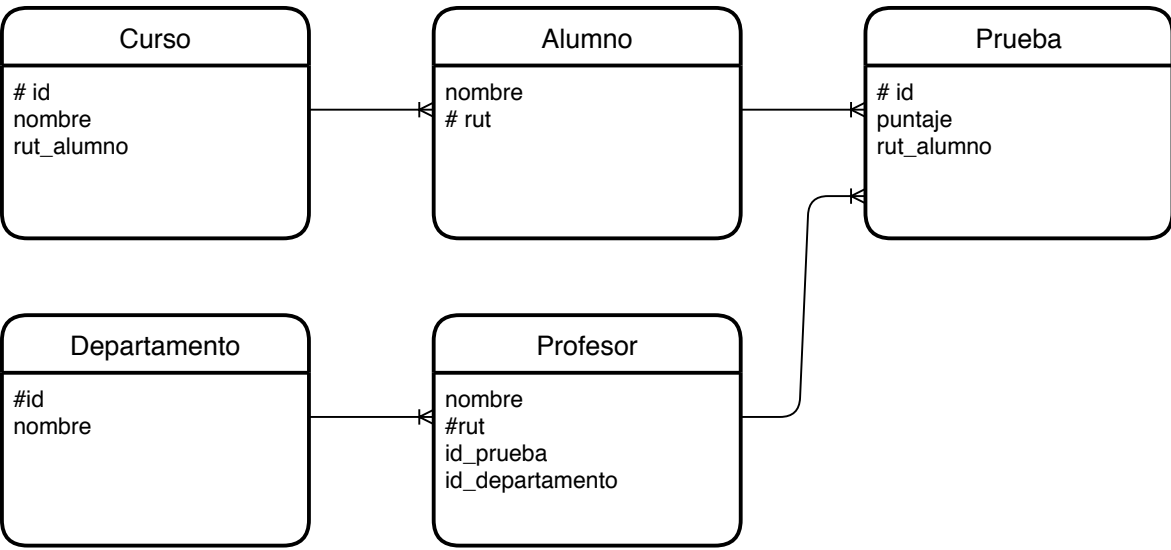 Curso
# id
nombre
rut_alumno
Alumno
nombre
# rut
Prueba
# id
puntaje
rut_alumno
Departamento
#id
nombre
Profesor
nombre
#rut
id_prueba
id_departamento